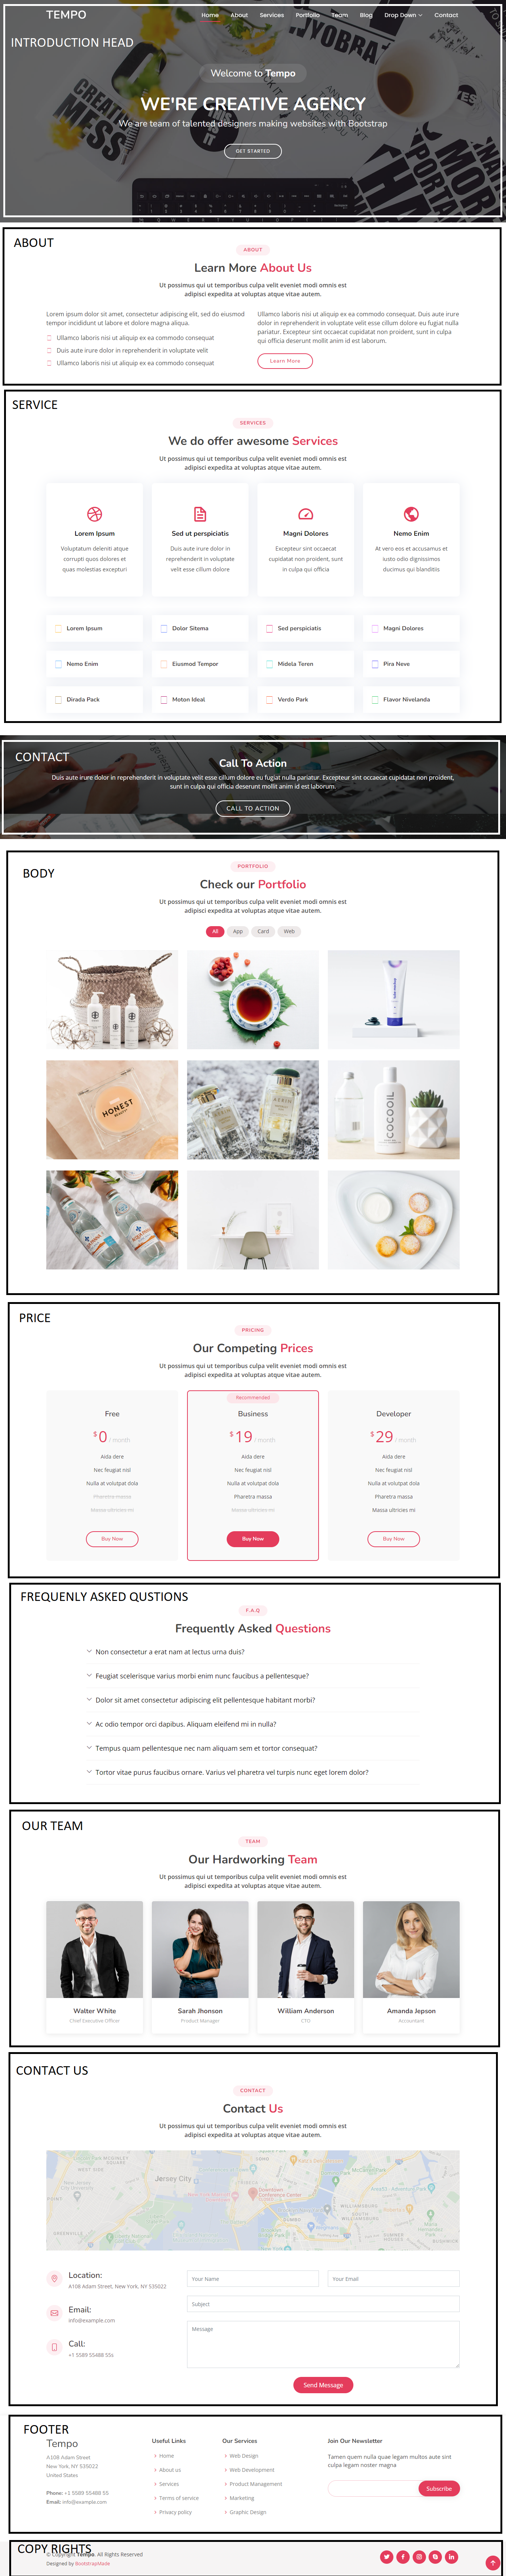 TEMPO
Home About Services Portfolio Team Blog Drop Down Contact
INTRODUCTION HEAD
Welcome to Tempo
WE'RE CREATIVE AGENCY
We are team of talented designers making websites with Bootstrap
GET STARTED
ABOUT
ABOUT
Learn More About Us
Ut possimus qui ut temporibus culpa velit eveniet modi omnis est
adipisci expedita at voluptas atque vitae autem.
Lorem ipsum dolor sit amet, consectetur adipiscing elit, sed do eiusmod
tempor incididunt ut labore et dolore magna aliqua.
Ullamco laboris nisi ut aliquip ex ea commodo consequat
Duis aute irure dolor in reprehenderit in voluptate velit
Ullamco laboris nisi ut aliquip ex ea commodo consequat
Ullamco laboris nisi ut aliquip ex ea commodo consequat. Duis aute irure
dolor in reprehenderit in voluptate velit esse cillum dolore eu fugiat nulla
pariatur. Excepteur sint occaecat cupidatat non proident, sunt in culpa
qui officia deserunt mollit anim id est laborum.
Learn More
SERVICE
SERVICES
We do offer awesome Services
Ut possimus qui ut temporibus culpa velit eveniet modi omnis est
adipisci expedita at voluptas atque vitae autem.
Lorem Ipsum
Voluptatum deleniti atque
corrupti quos dolores et
quas molestias excepturi
Sed ut perspiciatis
Duis aute irure dolor in
reprehenderit in voluptate
velit esse cillum dolore
Magni Dolores
Excepteur sint occaecat
cupidatat non proident, sunt
in culpa qui officia
Nemo Enim
At vero eos et accusamus et
iusto odio dignissimos
ducimus qui blanditiis
Lorem Ipsum Dolor Sitema Sed perspiciatis Magni Dolores
Nemo Enim Eiusmod Tempor Midela Teren Pira Neve
Dirada Pack Moton Ideal Verdo Park Flavor Nivelanda
CONTACT
Call To Action
Duis aute irure dolor in reprehenderit in voluptate velit esse cillum dolore eu fugiat nulla pariatur. Excepteur sint occaecat cupidatat non proident,
sunt in culpa qui officia deserunt mollit anim id est laborum.
CALL TO ACTION
BODY
PORTFOLIO
Check our Portfolio
Ut possimus qui ut temporibus culpa velit eveniet modi omnis est
adipisci expedita at voluptas atque vitae autem.
All App Card Web
HONEST
COCOOIL
PRICE
PRICING
Our Competing Prices
Ut possimus qui ut temporibus culpa velit eveniet modi omnis est
adipisci expedita at voluptas atque vitae autem.
Free
$0 / month
Aida dere
Nec feugiat nisl
Nulla at volutpat dola
Pharetra massa
Massa ultricies mi
Buy Now
Recommended
Business
$19 / month
Aida dere
Nec feugiat nisl
Nulla at volutpat dola
Pharetra massa
Massa ultricies mi
Buy Now
Developer
$29 / month
Aida dere
Nec feugiat nisl
Nulla at volutpat dola
Pharetra massa
Massa ultricies mi
Buy Now
FREQUENLY ASKED QUSTIONS
F.A.Q
Frequently Asked Questions
Non consectetur a erat nam at lectus urna duis?
Feugiat scelerisque varius morbi enim nunc faucibus a pellentesque?
Dolor sit amet consectetur adipiscing elit pellentesque habitant morbi?
Ac odio tempor orci dapibus. Aliquam eleifend mi in nulla?
Tempus quam pellentesque nec nam aliquam sem et tortor consequat?
Tortor vitae purus faucibus ornare. Varius vel pharetra vel turpis nunc eget lorem dolor?
OUR TEAM
TEAM
Our Hardworking Team
Ut possimus qui ut temporibus culpa velit eveniet modi omnis est
adipisci expedita at voluptas atque vitae autem.
Walter White
Chief Executive Officer
Sarah Jhonson
Product Manager
William Anderson
CTO
Amanda Jepson
Accountant
CONTACT US
CONTACT
Contact Us
Ut possimus qui ut temporibus culpa velit eveniet modi omnis est
adipisci expedita at voluptas atque vitae autem.
Jersey City
Location:
A108 Adam Street, New York, NY 535022
Email:
info@example.com
Call:
+1 5589 55488 55s
Your Name
Your Email
Subject
Message
Send Message
FOOTER
Tempo
A108 Adam Street
New York, NY 535022
United States
Phone: +1 5589 55488 55
Email: info@example.com
Useful Links
Home
About us
Services
Terms of service
Privacy policy
Our Services
Web Design
Web Development
Product Management
Marketing
Graphic Design
Join Our Newsletter
Tamen quem nulla quae legam multos aute sint
culpa legam noster magna
Subscribe
COPY RIGHTS
© Copyright Tempo. All Rights Reserved
Designed by BootstrapMade